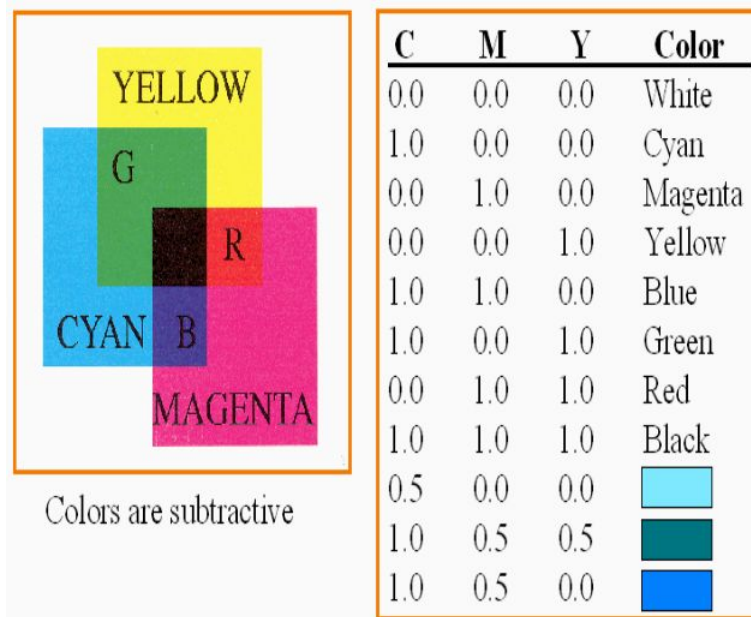 YELLOW
G
R
CYAN B
MAGENTA
Colors are subtractive
C M Y Color
0.0 0.0 0.0 White
1.0 0.0 0.0 Cyan
0.0 1.0 0.0 Magenta
0.0 0.0 1.0 Yellow
1.0 1.0 0.0 Blue
1.0 0.0 1.0 Green
0.0 1.0 1.0 Red
1.0 1.0 1.0 Black
0.5 0.0 0.0
1.0 0.5 0.5
1.0 0.5 0.0